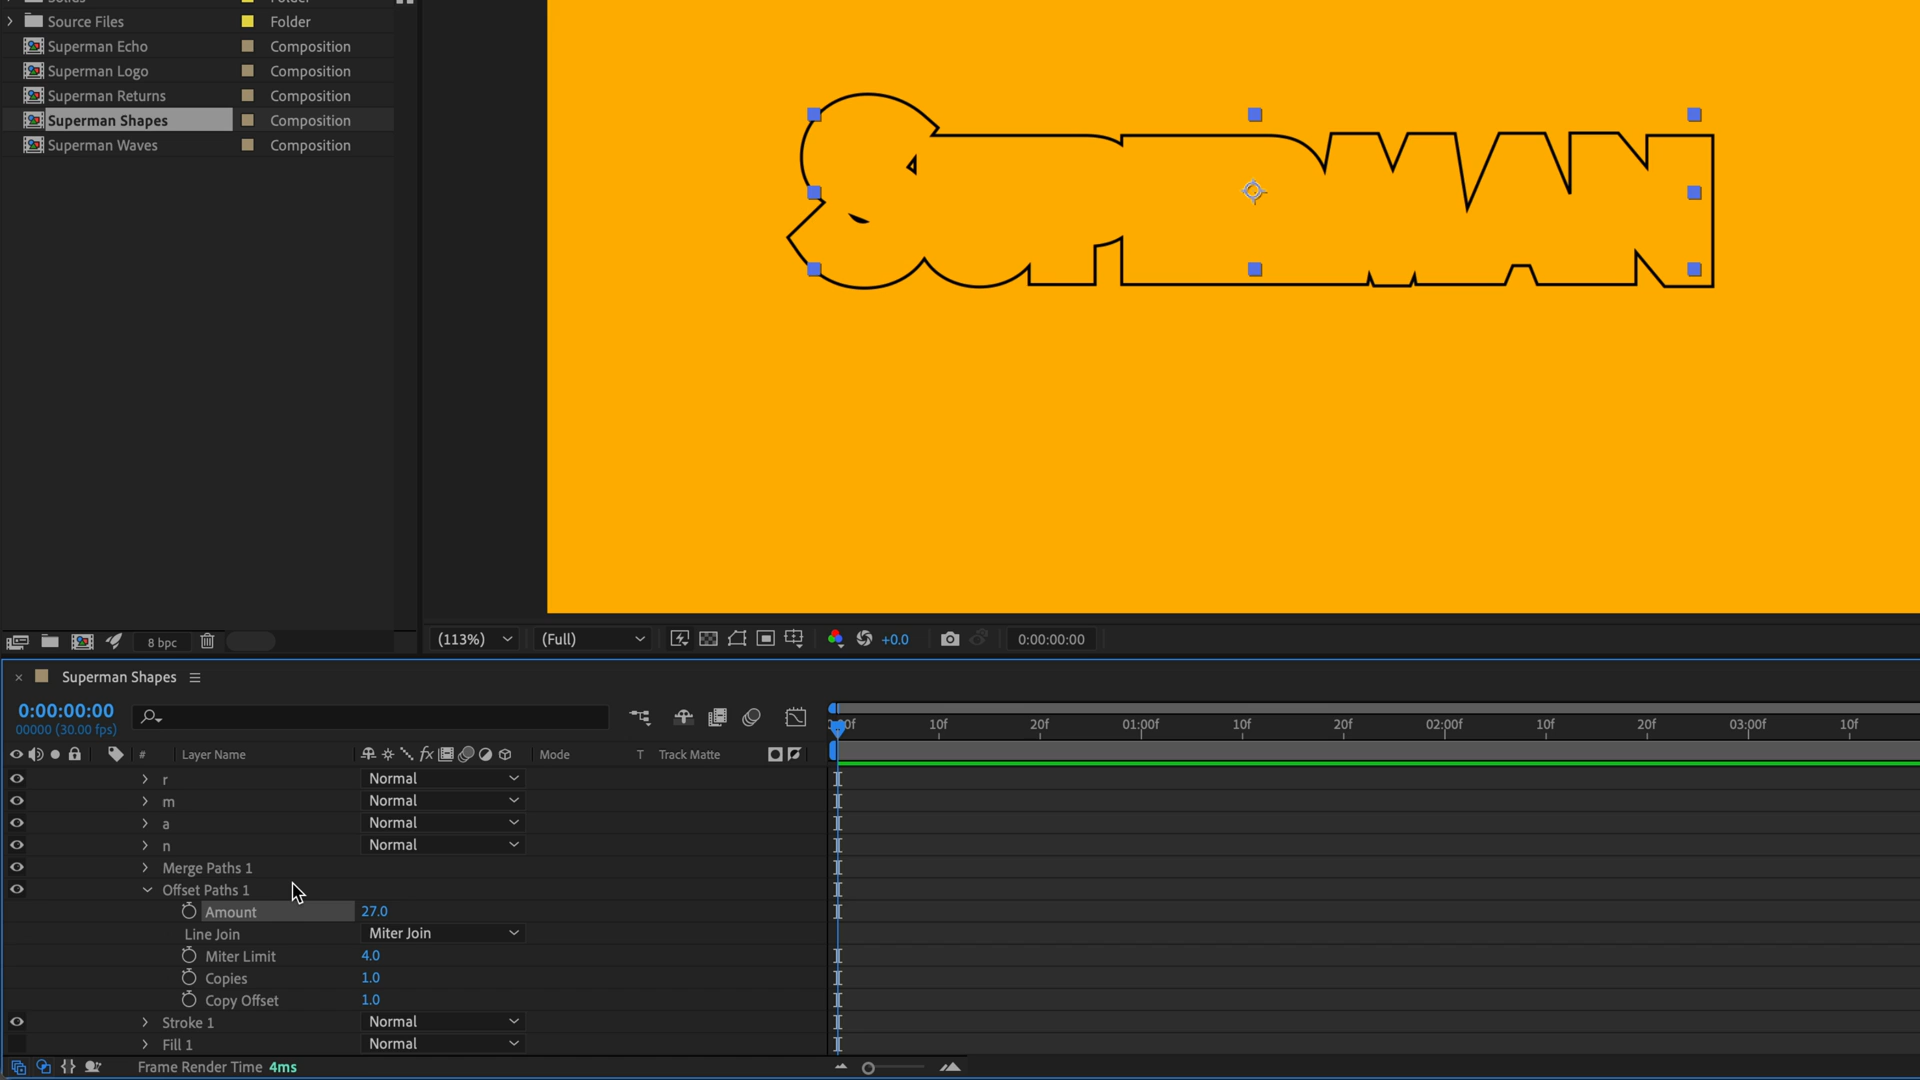 Solids Folder
Source Files Folder
Superman Echo Composition
Superman Logo Composition
Superman Returns Composition
Superman Shapes Composition
Superman Waves Composition
MAN
8 bpc
(113%) (Full) +0.0 0:00:00:00
Superman Shapes
0:00:00:00
00000 (30.00 fps)
10f 20f 01:00f 10f 20f 02:00f 10f 20f 03:00f 10f
# Layer Name fx Mode T Track Matte
r Normal
m Normal
a Normal
n Normal
Merge Paths 1
Offset Paths 1
Amount 27.0
Line Join Miter Join
Miter Limit 4.0
Copies 1.0
Copy Offset 1.0
Stroke 1 Normal
Fill 1 Normal
Frame Render Time 4ms